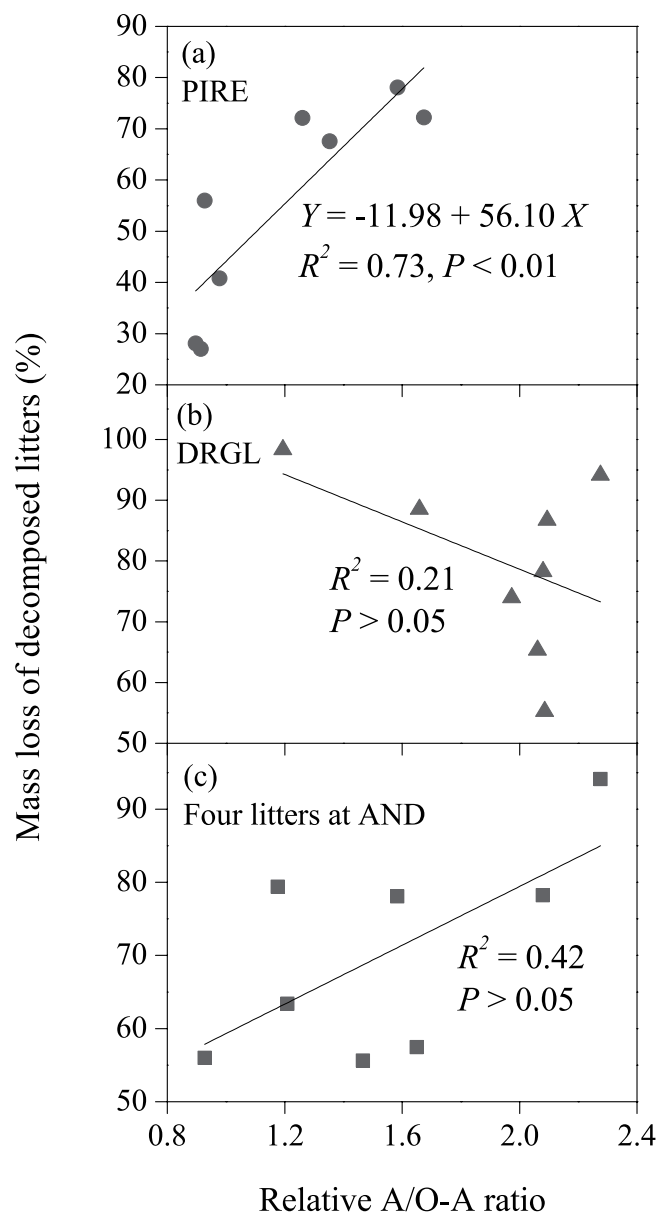 Mass loss of decomposed litters (%)
90
80
70
60
50
40
30
20
(a)
PIRE
Y = -11.98 + 56.10 X
R² = 0.73, P < 0.01
100
90
80
70
60
50
(b)
DRGL
R² = 0.21
P > 0.05
90
80
70
60
50
(c)
Four litters at AND
R² = 0.42
P > 0.05
0.8 1.2 1.6 2.0 2.4
Relative A/O-A ratio